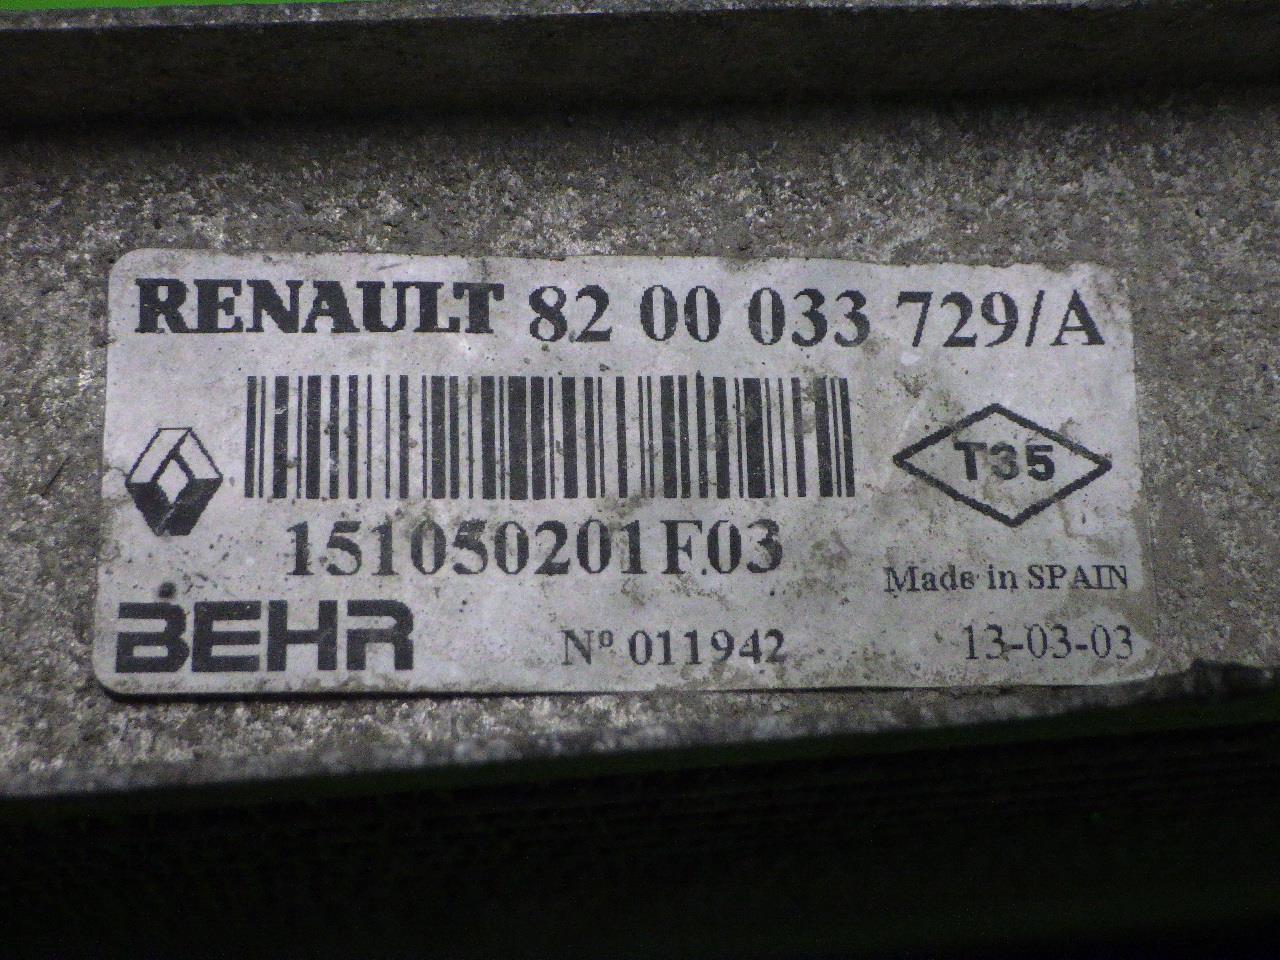 RENAULT 82 00 033 729/A
T35
151050201F03
Made in SPAIN
BEHR Nº 011942 13-03-03